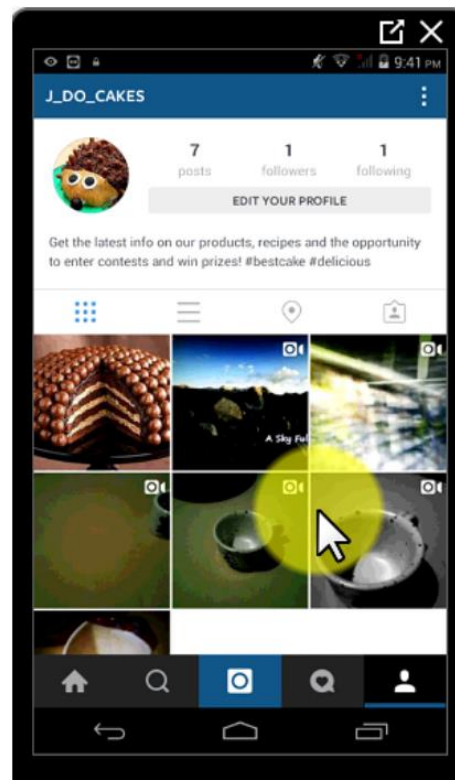 9:41 PM
J_DO_CAKES
7 1 1
posts followers following
EDIT YOUR PROFILE
Get the latest info on our products, recipes and the opportunity
to enter contests and win prizes! #bestcake #delicious
A Sky Ful